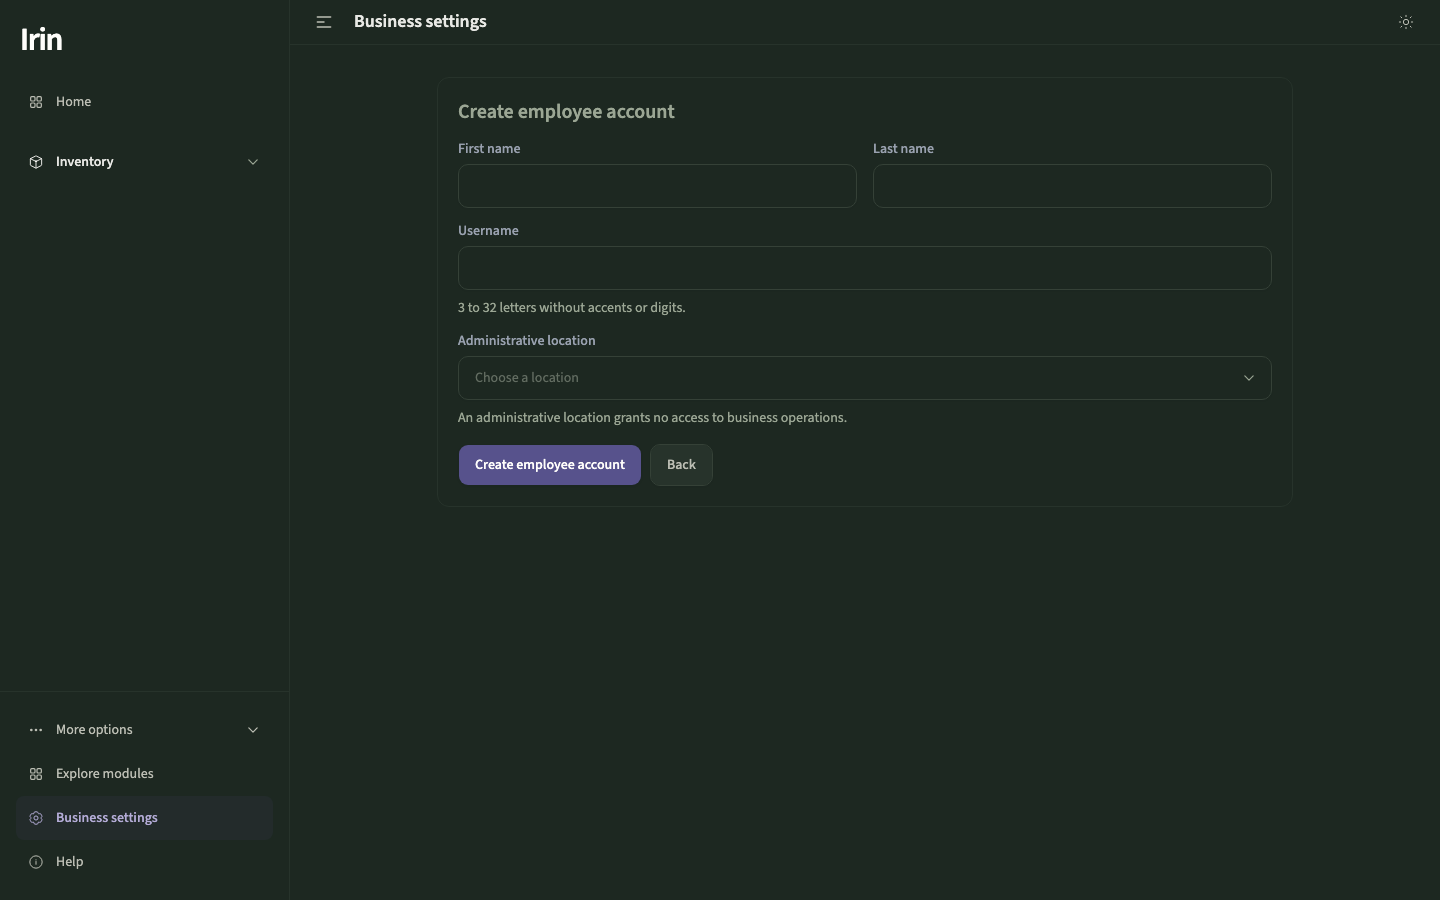 Irin
Business settings
Home
Inventory
Create employee account
First name
Last name
Username
3 to 32 letters without accents or digits.
Administrative location
Choose a location
An administrative location grants no access to business operations.
Create employee account
Back
More options
Explore modules
Business settings
Help